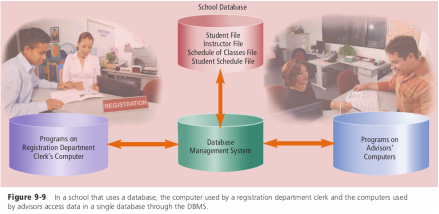 School Database
Student File
Instructor File
Schedule of Classes File
Student Schedule File
REGISTRATION
Programs on
Registration Department
Clerk's Computer
Database
Management System
Programs on
Advisors'
Computers
Figure 9-9 In a school that uses a database, the computer used by a registration department clerk and the computers used
by advisors access data in a single database through the DBMS.